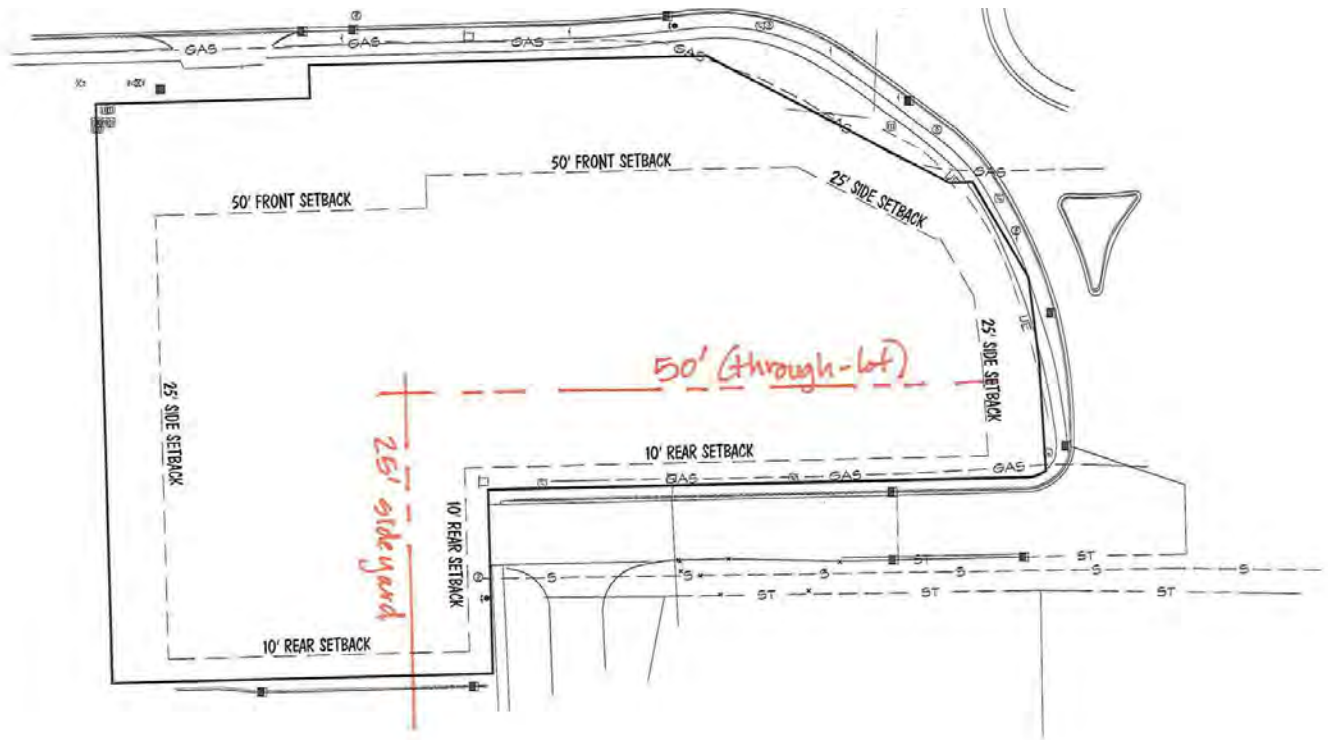 GAS GAS GAS GAS
GAS
GAS
50' FRONT SETBACK
50' FRONT SETBACK
25' SIDE SETBACK
UE
25' SIDE SETBACK
50' (through-lot)
25' SIDE SETBACK
25' sideyard
10' REAR SETBACK
GAS GAS GAS
10' REAR SETBACK
10' REAR SETBACK
ST ST
S S S S S S
ST ST ST